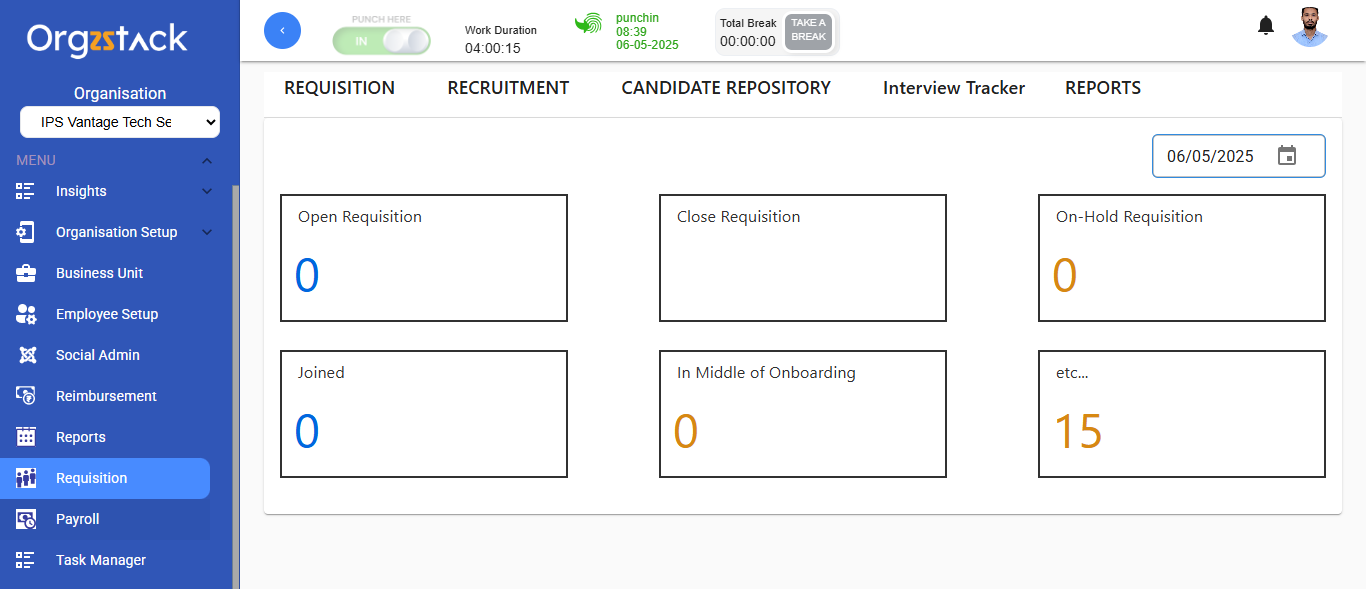 Orgzstack
Organisation
IPS Vantage Tech Se
MENU
Insights
Organisation Setup
Business Unit
Employee Setup
Social Admin
Reimbursement
Reports
Requisition
Payroll
Task Manager
PUNCH HERE
IN
Work Duration
04:00:15
punchin
08:39
06-05-2025
Total Break
00:00:00
TAKE A
BREAK
REQUISITION RECRUITMENT CANDIDATE REPOSITORY Interview Tracker REPORTS
06/05/2025
Open Requisition
0
Close Requisition
On-Hold Requisition
0
Joined
0
In Middle of Onboarding
0
etc...
15